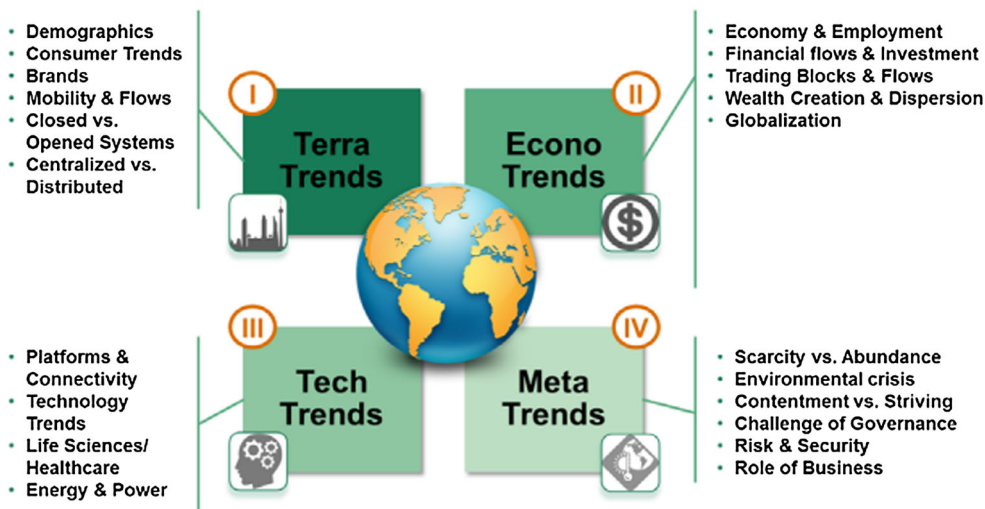 • Demographics
• Consumer Trends
• Brands
• Mobility & Flows
• Closed vs.
Opened Systems
• Centralized vs.
Distributed
I
Terra
Trends
II
Econo
Trends
$
• Economy & Employment
• Financial flows & Investment
• Trading Blocks & Flows
• Wealth Creation & Dispersion
• Globalization
• Platforms &
Connectivity
• Technology
Trends
• Life Sciences/
Healthcare
• Energy & Power
III
Tech
Trends
IV
Meta
Trends
• Scarcity vs. Abundance
• Environmental crisis
• Contentment vs. Striving
• Challenge of Governance
• Risk & Security
• Role of Business